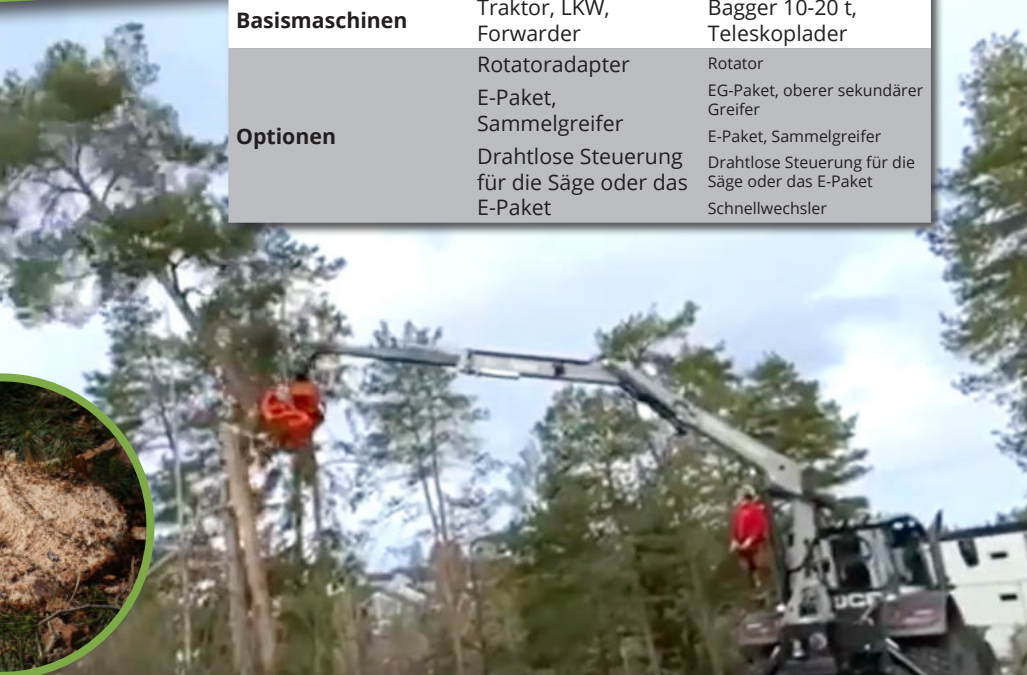 Basismaschinen
Traktor, LKW,
Forwarder
Bagger 10-20 t,
Teleskoplader
Optionen
Rotatoradapter
E-Paket,
Sammelgreifer
Drahtlose Steuerung
für die Säge oder das
E-Paket
Rotator
EG-Paket, oberer sekundärer
Greifer
E-Paket, Sammelgreifer
Drahtlose Steuerung für die
Säge oder das E-Paket
Schnellwechsler
JCB